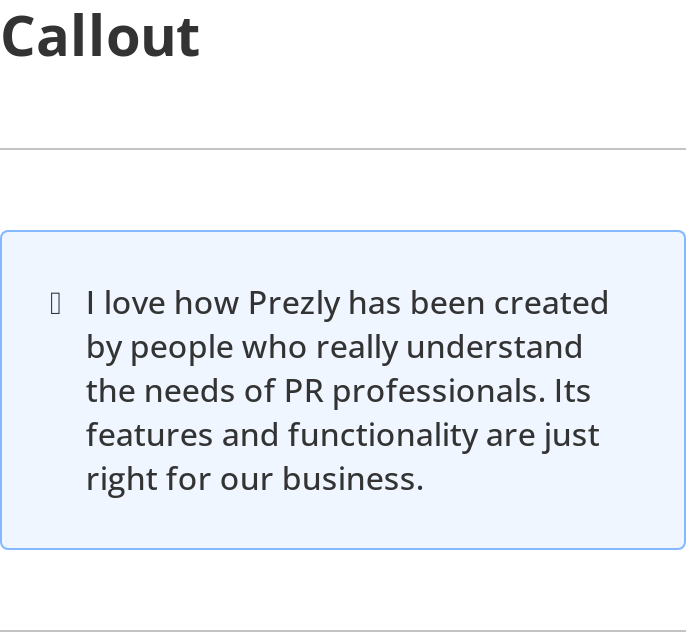 Callout
I love how Prezly has been created
by people who really understand
the needs of PR professionals. Its
features and functionality are just
right for our business.